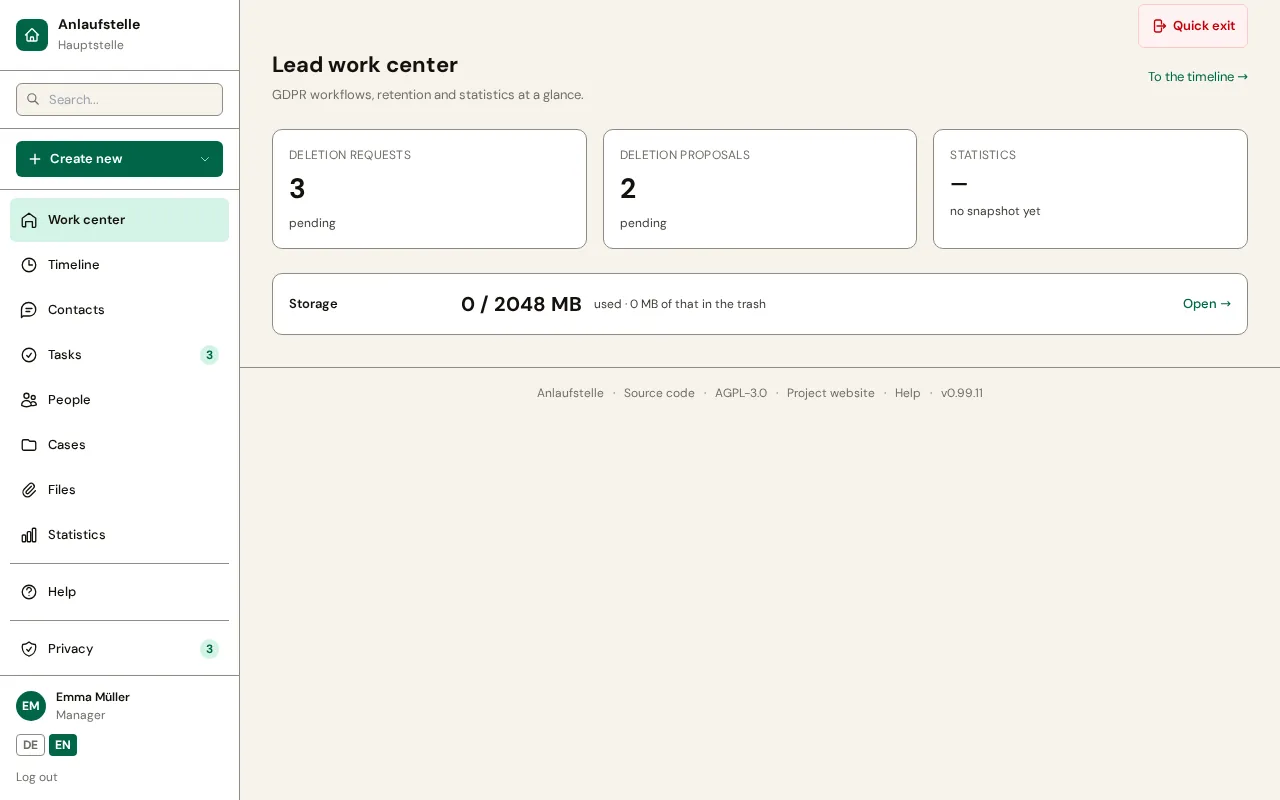 Anlaufstelle
Hauptstelle
Search...
Create new
Work center
Timeline
Contacts
Tasks 3
People
Cases
Files
Statistics
Help
Privacy 3
EM
Emma Müller
Manager
DE EN
Log out
Quick exit
Lead work center
To the timeline →
GDPR workflows, retention and statistics at a glance.
DELETION REQUESTS
3
pending
DELETION PROPOSALS
2
pending
STATISTICS
—
no snapshot yet
Storage 0 / 2048 MB used · 0 MB of that in the trash Open →
Anlaufstelle · Source code · AGPL-3.0 · Project website · Help · v0.99.11